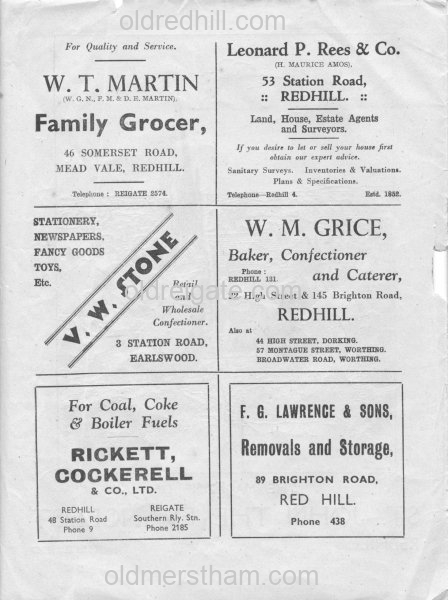 oldredhill.com
For Quality and Service.
W. T. MARTIN
(W. G. N., F. M. & D. E. MARTIN).
Family Grocer,
46 SOMERSET ROAD,
MEAD VALE, REDHILL.
Telephone : REIGATE 2574.
Leonard P. Rees & Co.
(H. MAURICE AMOS).
53 Station Road,
:: REDHILL. ::
Land, House, Estate Agents
and Surveyors.
If you desire to let or sell your house first
obtain our expert advice.
Sanitary Surveys. Inventories & Valuations.
Plans & Specifications.
Telephone—Redhill 4. Estd. 1852.
STATIONERY,
NEWSPAPERS,
FANCY GOODS
TOYS,
Etc.
V. W. STONE
Retail
and
Wholesale
Confectioner.
3 STATION ROAD,
EARLSWOOD.
oldreigate.com
W. M. GRICE,
Baker, Confectioner
Phone :
REDHILL 131.
and Caterer,
High Street & 145 Brighton Road,
REDHILL.
Also at
44 HIGH STREET, DORKING.
57 MONTAGUE STREET, WORTHING.
BROADWATER ROAD, WORTHING.
For Coal, Coke
& Boiler Fuels
RICKETT,
COCKERELL
& CO., LTD.
REDHILL
48 Station Road
Phone 9
REIGATE
Southern Rly. Stn.
Phone 2185
F. G. LAWRENCE & SONS,
Removals and Storage,
89 BRIGHTON ROAD,
RED HILL.
Phone 438
oldmerstham.com